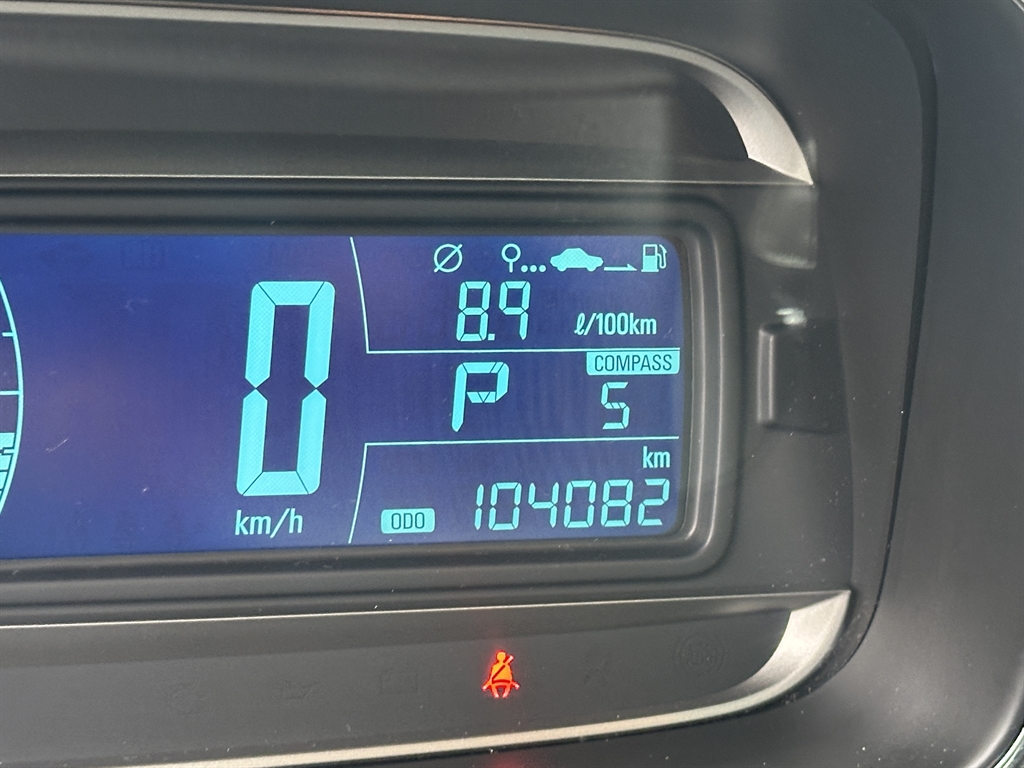 8.9 ℓ/100km
0
COMPASS
P S
km
km/h
ODO 104082